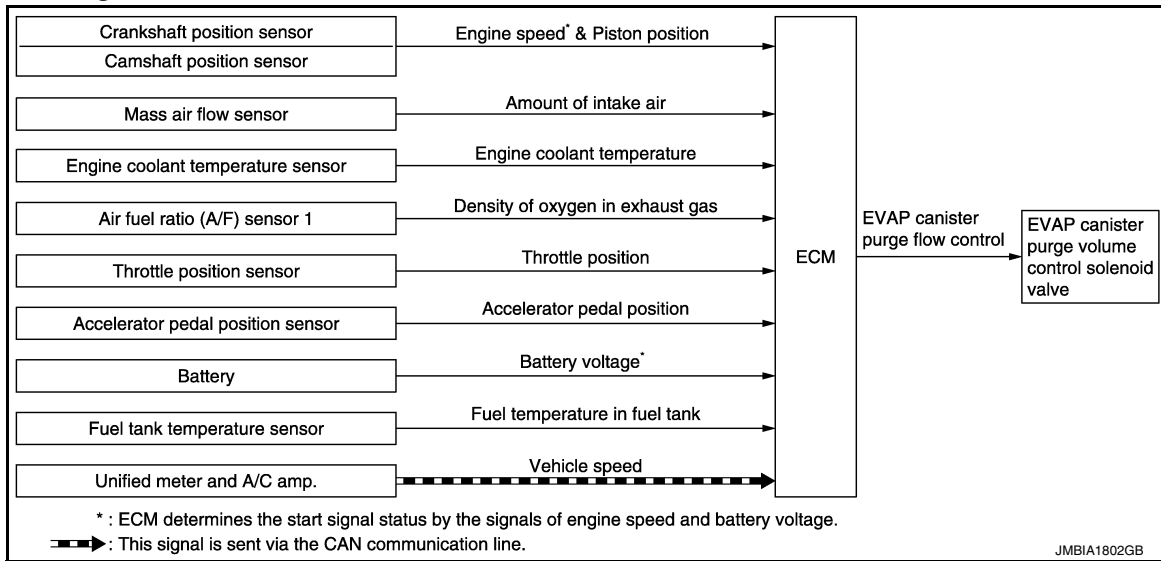 Crankshaft position sensor
Camshaft position sensor
Engine speed* & Piston position
Mass air flow sensor
Amount of intake air
Engine coolant temperature sensor
Engine coolant temperature
Air fuel ratio (A/F) sensor 1
Density of oxygen in exhaust gas
Throttle position sensor
Throttle position
Accelerator pedal position sensor
Accelerator pedal position
Battery
Battery voltage*
Fuel tank temperature sensor
Fuel temperature in fuel tank
Unified meter and A/C amp.
Vehicle speed
ECM
EVAP canister
purge flow control
EVAP canister
purge volume
control solenoid
valve
* : ECM determines the start signal status by the signals of engine speed and battery voltage.
: This signal is sent via the CAN communication line.
JMBIA1802GB